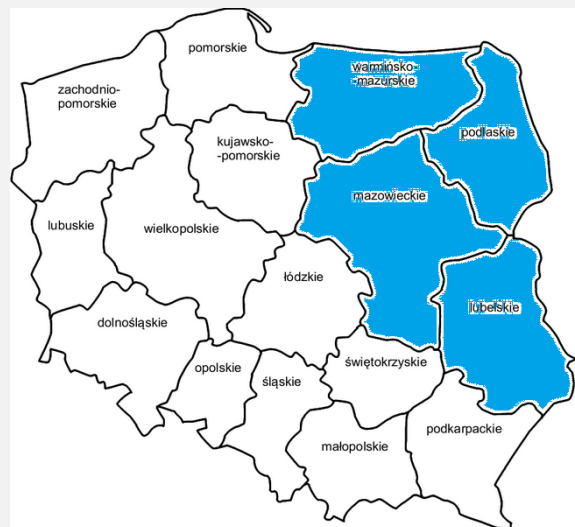 pomorskie
warmińsko-
-mazurskie
zachodnio-
pomorskie
podlaskie
kujawsko-
-pomorskie
mazowieckie
lubuskie
wielkopolskie
łódzkie
lubelskie
dolnośląskie
świętokrzyskie
opolskie
śląskie
podkarpackie
małopolskie